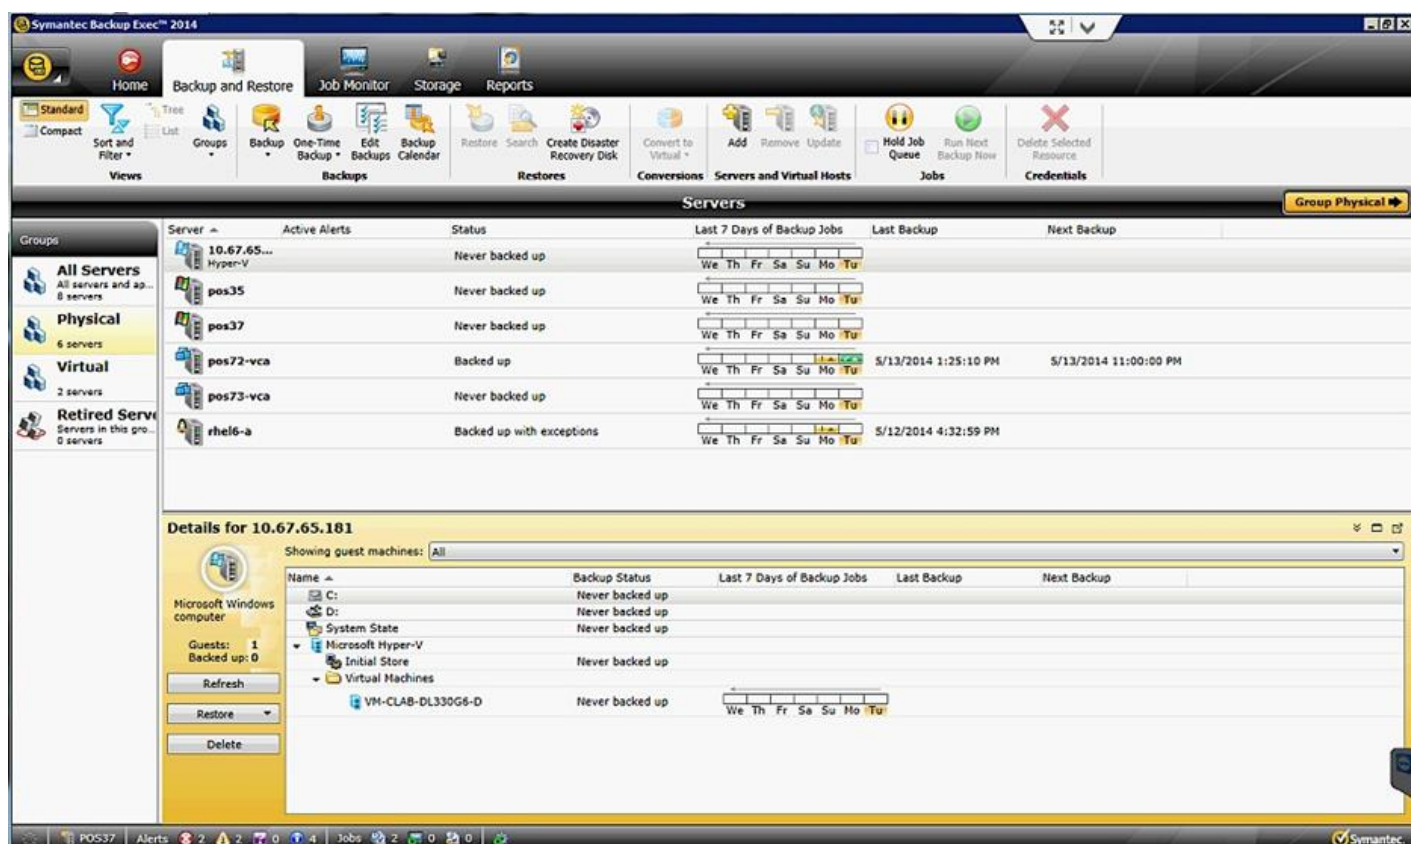 Symantec Backup Exec™ 2014
Home Backup and Restore Job Monitor Storage Reports
Standard
Compact
Sort and
Filter
Tree
List
Groups
Views
Backup
One-Time
Backup
Edit
Backups
Backup
Calendar
Backups
Restore
Search
Create Disaster
Recovery Disk
Restores
Convert to
Virtual
Conversions
Add
Remove
Update
Servers and Virtual Hosts
Hold Job
Queue
Run Next
Backup Now
Jobs
Delete Selected
Resource
Credentials
Servers
Group Physical
Groups
All Servers
All servers and ap...
8 servers
Physical
6 servers
Virtual
2 servers
Retired Serve
Servers in this gro...
0 servers
Server Active Alerts Status Last 7 Days of Backup Jobs Last Backup Next Backup
10.67.65...
Hyper-V
Never backed up
We Th Fr Sa Su Mo Tu
pos35 Never backed up
We Th Fr Sa Su Mo Tu
pos37 Never backed up
We Th Fr Sa Su Mo Tu
pos72-vca Backed up 5/13/2014 1:25:10 PM 5/13/2014 11:00:00 PM
We Th Fr Sa Su Mo Tu
pos73-vca Never backed up
We Th Fr Sa Su Mo Tu
rhel6-a Backed up with exceptions 5/12/2014 4:32:59 PM
We Th Fr Sa Su Mo Tu
Details for 10.67.65.181
Microsoft Windows
computer
Guests: 1
Backed up: 0
Refresh
Restore
Delete
Showing guest machines: All
Name Backup Status Last 7 Days of Backup Jobs Last Backup Next Backup
C: Never backed up
D: Never backed up
System State Never backed up
Microsoft Hyper-V
Initial Store Never backed up
Virtual Machines
VM-CLAB-DL330G6-D Never backed up
We Th Fr Sa Su Mo Tu
POS37 Alerts 2 2 0 4 Jobs 2 0 0
Symantec.